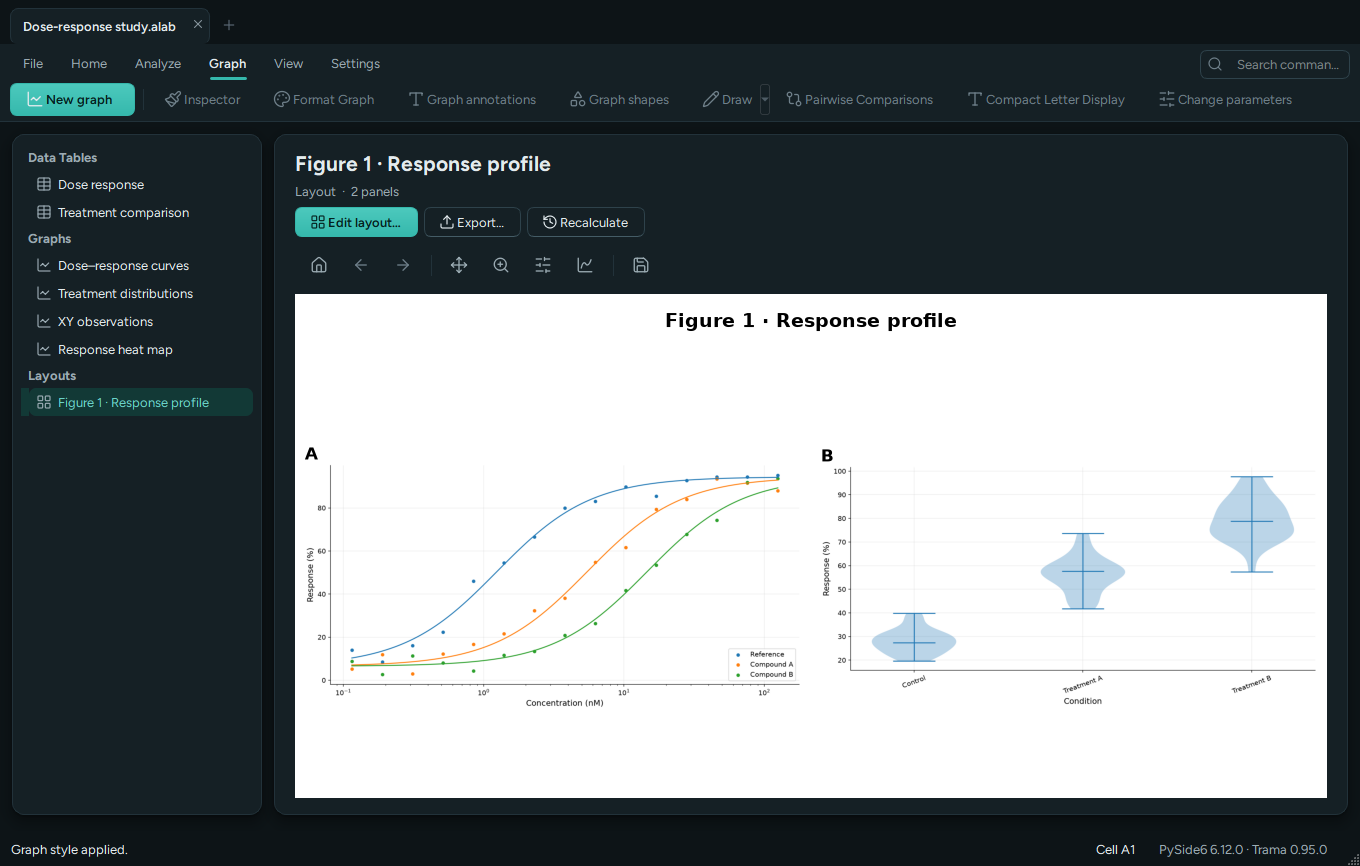 Dose-response study.alab
File Home Analyze Graph View Settings Search comman...
New graph Inspector Format Graph Graph annotations Graph shapes Draw Pairwise Comparisons Compact Letter Display Change parameters
Data Tables
Dose response
Treatment comparison
Graphs
Dose–response curves
Treatment distributions
XY observations
Response heat map
Layouts
Figure 1 · Response profile
Figure 1 · Response profile
Layout · 2 panels
Edit layout... Export... Recalculate
Figure 1 · Response profile
A
Response (%)
80
60
40
20
0
10⁻¹ 10⁰ 10¹ 10²
Concentration (nM)
Reference
Compound A
Compound B
B
Response (%)
100
90
80
70
60
50
40
30
20
Control Treatment A Treatment B
Condition
Graph style applied.
Cell A1 PySide6 6.12.0 · Trama 0.95.0